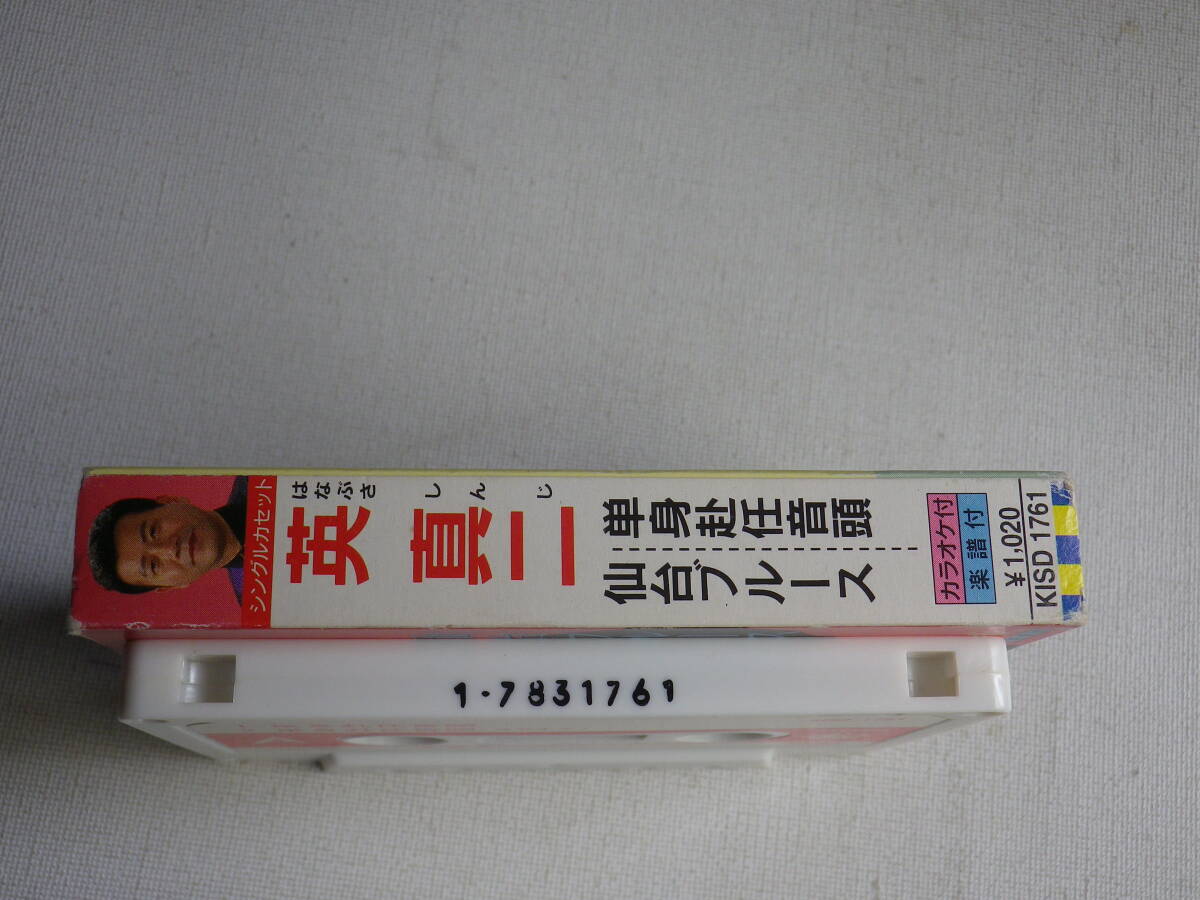 シングルカセット
はなぶさ しんじ
英 真二
単身赴任音頭
仙台ブルース
カラオケ付
楽譜付
¥1,020
KISD 1761
1・7831761